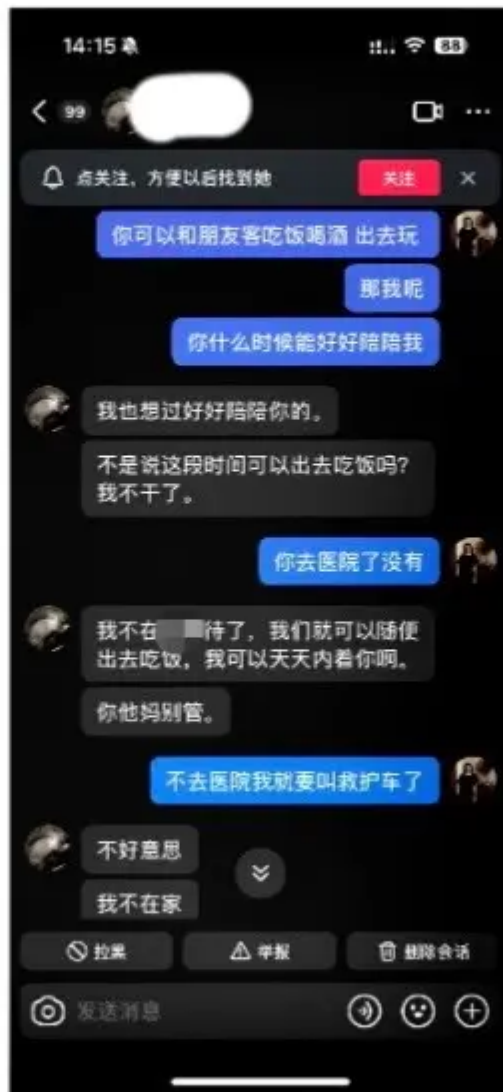 14:15
88
99
点关注，方便以后找到她
关注
你可以和朋友客吃饭喝酒 出去玩
那我呢
你什么时候能好好陪陪我
我也想过好好陪陪你的。
不是说这段时间可以出去吃饭吗？
我不干了。
你去医院了没有
我不在 待了，我们就可以随便
出去吃饭，我可以天天内着你啊。
你他妈别管。
不去医院我就要叫救护车了
不好意思
我不在家
拉黑
举报
删除会话
发送消息